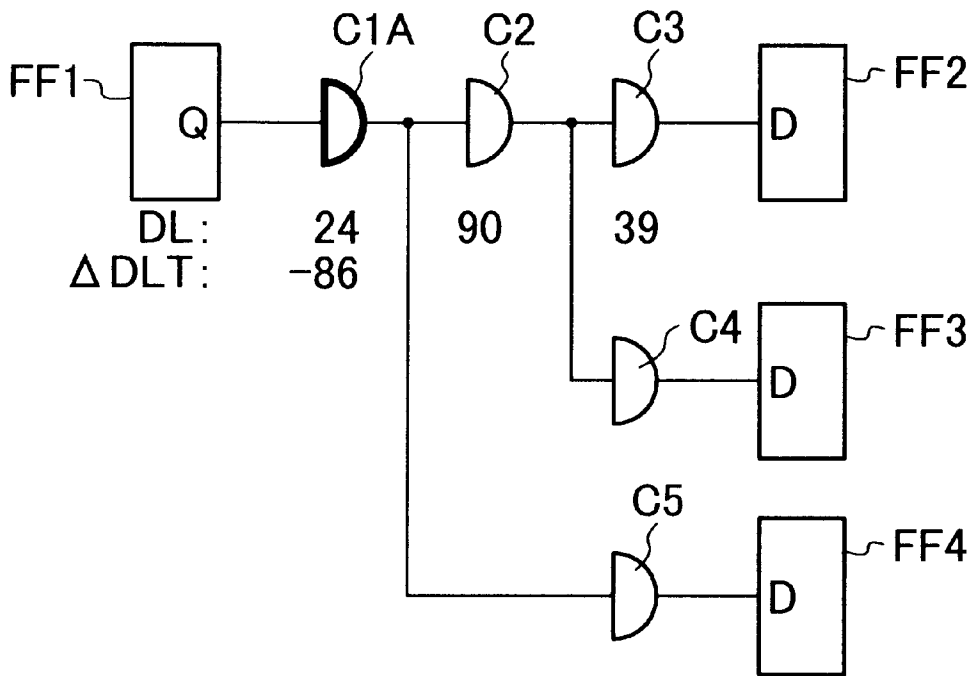 C1A C2 C3
FF1 FF2
Q D
DL: 24 90 39
ΔDLT: -86
C4 FF3
D
C5 FF4
D